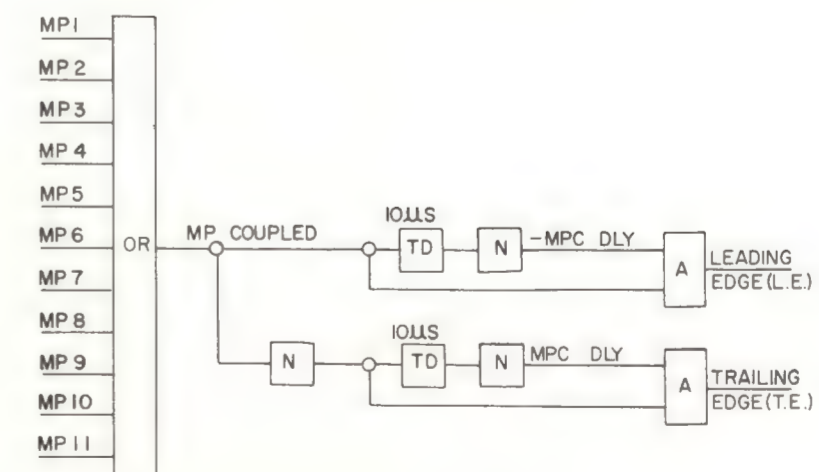 MP1
MP2
MP3
MP4
MP5
MP6
MP7
MP8
MP9
MP10
MP11
OR
MP COUPLED
10µS
TD
N
-MPC DLY
A
LEADING
EDGE(L.E.)
N
10µS
TD
N
MPC DLY
A
TRAILING
EDGE(T.E.)